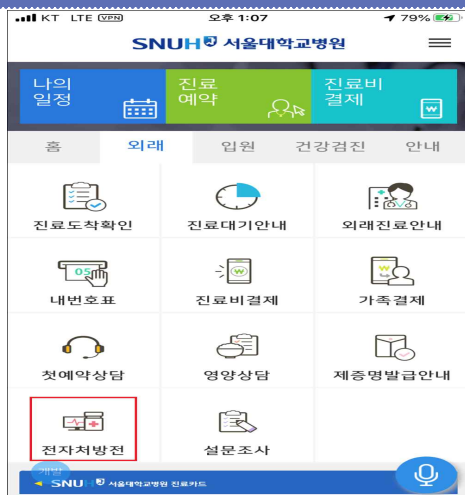 KT LTE VPN 오후 1:07 79%
SNUH 서울대학교병원
나의 진료 진료비
일정 예약 결제
홈 외래 입원 건강검진 안내
진료도착확인 진료대기안내 외래진료안내
05
내번호표 진료비결제 가족결제
첫예약상담 영양상담 제증명발급안내
전자처방전 설문조사
개발
SNUH 서울대학교병원 진료카드